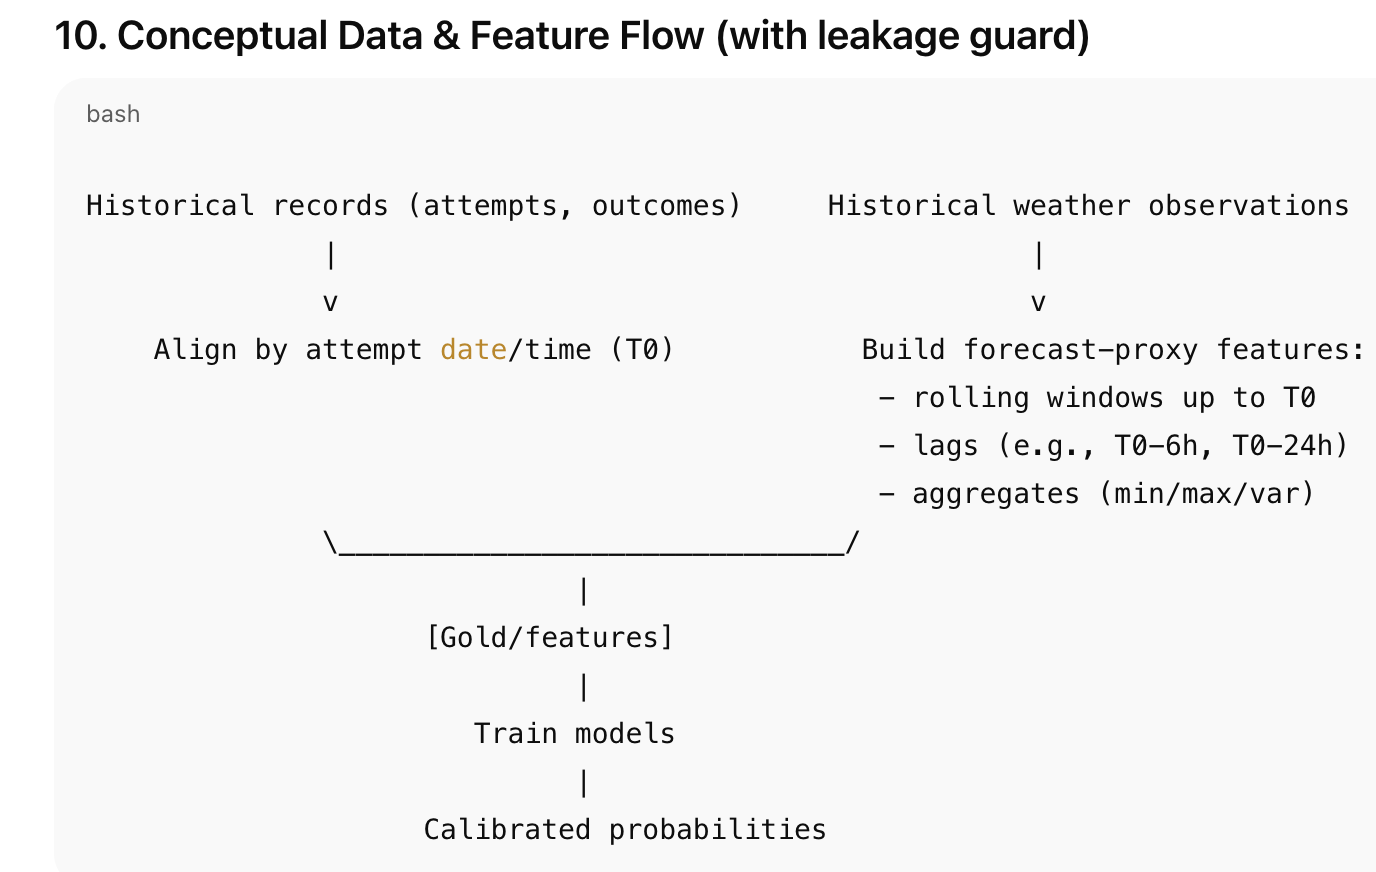 10. Conceptual Data & Feature Flow (with leakage guard)
bash
Historical records (attempts, outcomes)     Historical weather observations
|                                         |
v                                         v
Align by attempt date/time (T0)           Build forecast-proxy features:
- rolling windows up to T0
- lags (e.g., T0-6h, T0-24h)
- aggregates (min/max/var)
\______________________________/
|
[Gold/features]
|
Train models
|
Calibrated probabilities